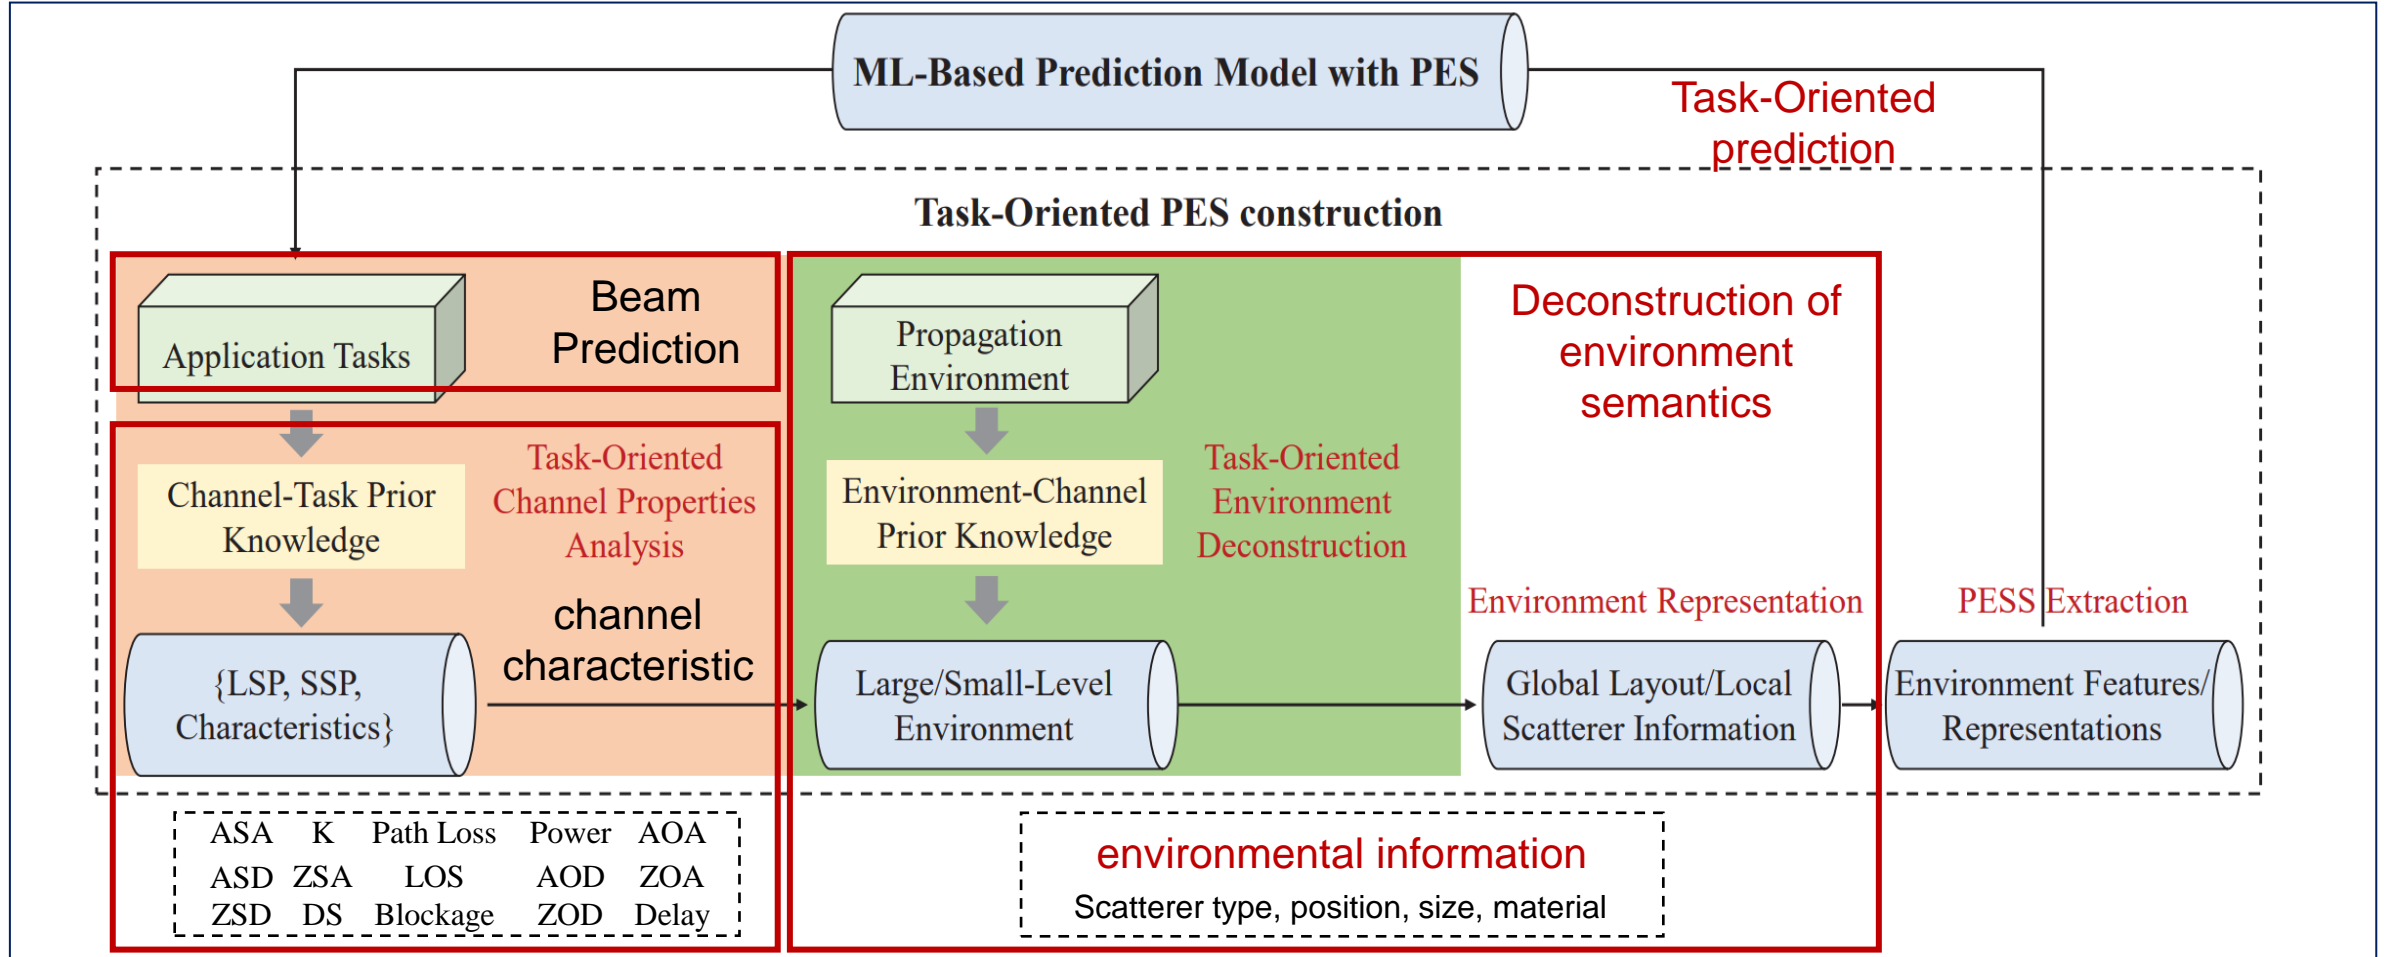 ML-Based Prediction Model with PES
Task-Oriented
prediction
Task-Oriented PES construction
Application Tasks
Beam
Prediction
Propagation
Environment
Deconstruction of
environment
semantics
Channel-Task Prior
Knowledge
Task-Oriented
Channel Properties
Analysis
Environment-Channel
Prior Knowledge
Task-Oriented
Environment
Deconstruction
channel
characteristic
Environment Representation
PESS Extraction
{LSP, SSP,
Characteristics}
Large/Small-Level
Environment
Global Layout/Local
Scatterer Information
Environment Features/
Representations
ASA K Path Loss Power AOA
ASD ZSA LOS AOD ZOA
ZSD DS Blockage ZOD Delay
environmental information
Scatterer type, position, size, material